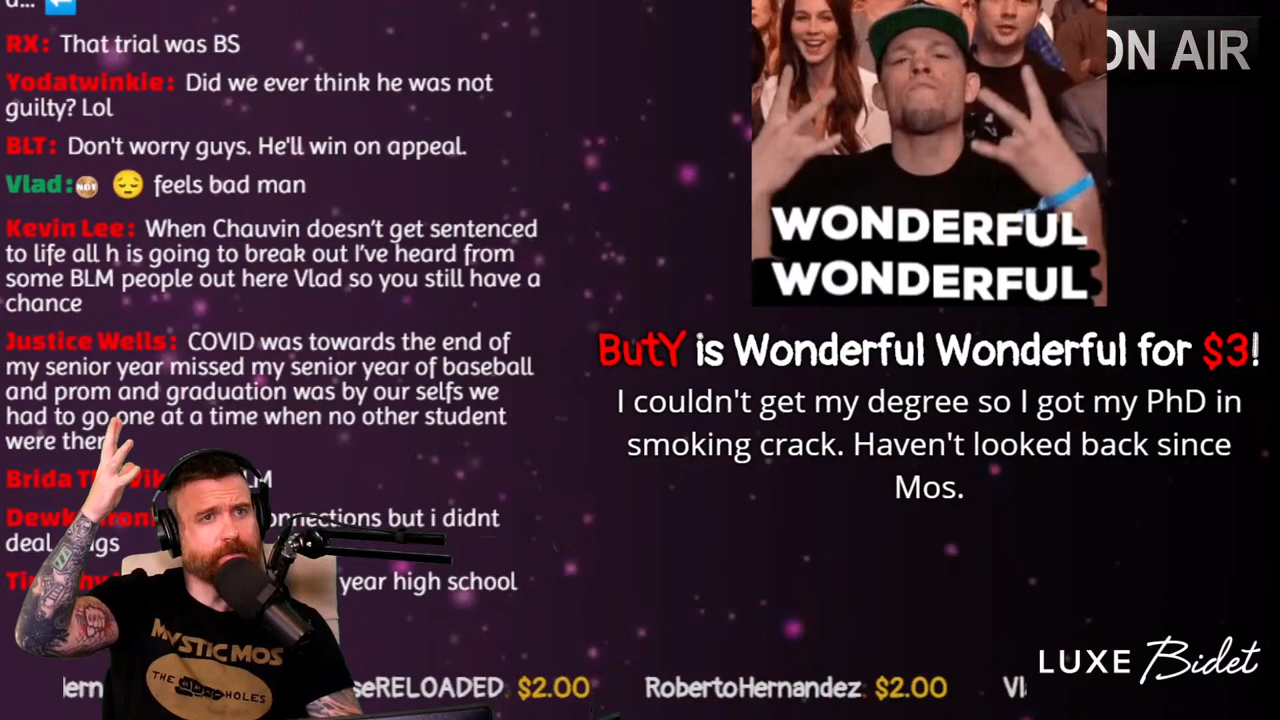 RX: That trial was BS
Yodatwinkie: Did we ever think he was not
guilty? Lol
BLT: Don't worry guys. He'll win on appeal.
Vlad: NOT 😔 feels bad man
Kevin Lee: When Chauvin doesn't get sentenced
to life all h is going to break out I've heard from
some BLM people out here Vlad so you still have a
chance
Justice Wells: COVID was towards the end of
my senior year missed my senior year of baseball
and prom and graduation was by our selfs we
had to go one at a time when no other student
were
Brida
onnections but i didnt
deal
year high school
ON AIR
WONDERFUL
WONDERFUL
ButY is Wonderful Wonderful for $3!
I couldn't get my degree so I got my PhD in
smoking crack. Haven't looked back since
Mos.
MYSTIC MOS
THE HOLES
LUXE Bidet
seRELOADED: $2.00 RobertoHernandez: $2.00